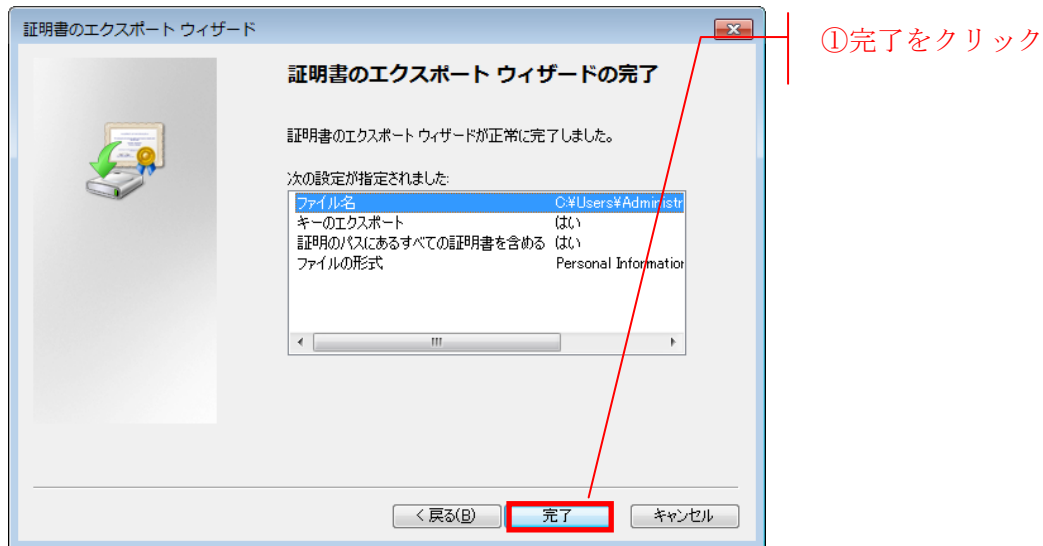 証明書のエクスポート ウィザード
①完了をクリック
証明書のエクスポート ウィザードの完了
証明書のエクスポート ウィザードが正常に完了しました。
次の設定が指定されました:
ファイル名 C:¥Users¥Administr
キーのエクスポート はい
証明のパスにあるすべての証明書を含める はい
ファイルの形式 Personal Information
< 戻る(B) 完了 キャンセル